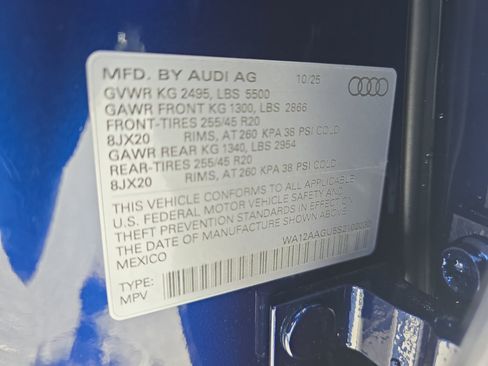 MFD. BY AUDI AG 10/25
GVWR KG 2495, LBS 5500
GAWR FRONT KG 1300, LBS 2866
FRONT-TIRES 255/45 R20
8JX20 RIMS, AT 260 KPA 38 PSI COLD
GAWR REAR KG 1340, LBS 2954
REAR-TIRES 255/45 R20
8JX20 RIMS, AT 260 KPA 38 PSI COLD
THIS VEHICLE CONFORMS TO ALL APPLICABLE
U.S. FEDERAL MOTOR VEHICLE SAFETY AND
THEFT PREVENTION STANDARDS IN EFFECT ON
THE DATE OF MANUFACTURE SHOWN ABOVE.
MEXICO
TYPE:
MPV